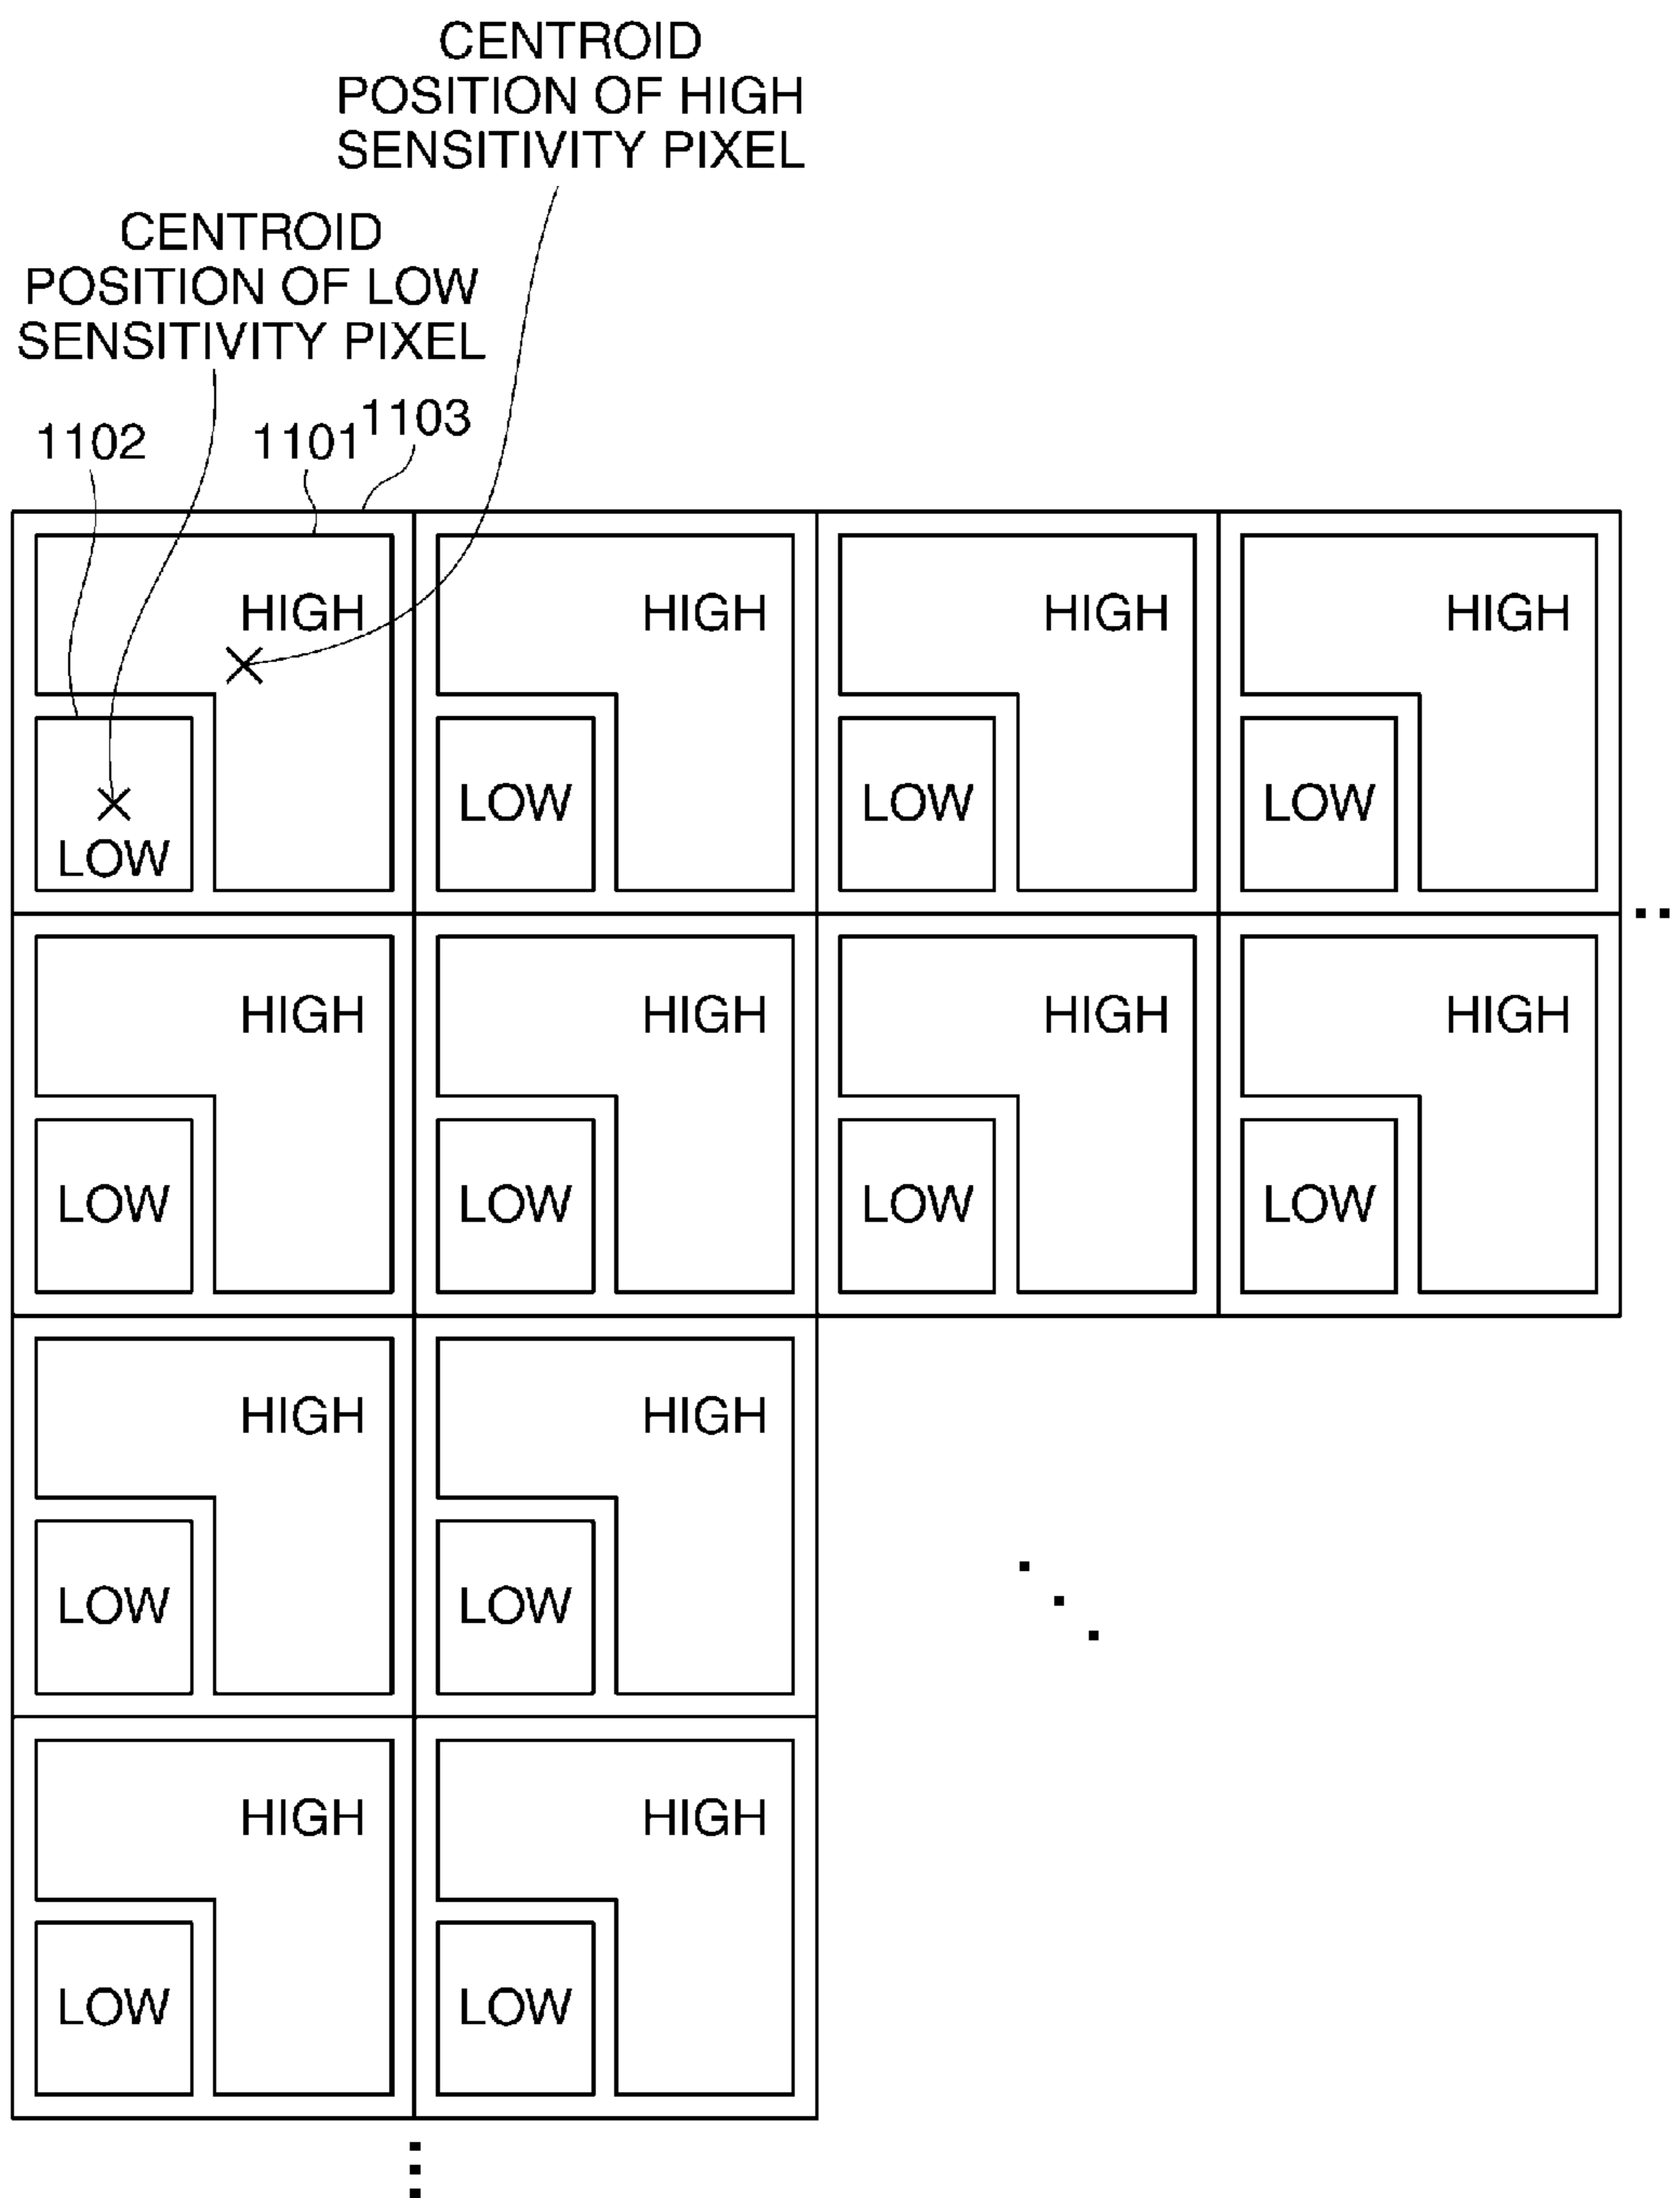 CENTROID
POSITION OF HIGH
SENSITIVITY PIXEL
CENTROID
POSITION OF LOW
SENSITIVITY PIXEL
1102
1101
1103
HIGH
HIGH
HIGH
HIGH
LOW
LOW
LOW
LOW
HIGH
HIGH
HIGH
HIGH
LOW
LOW
LOW
LOW
HIGH
HIGH
LOW
LOW
HIGH
HIGH
LOW
LOW